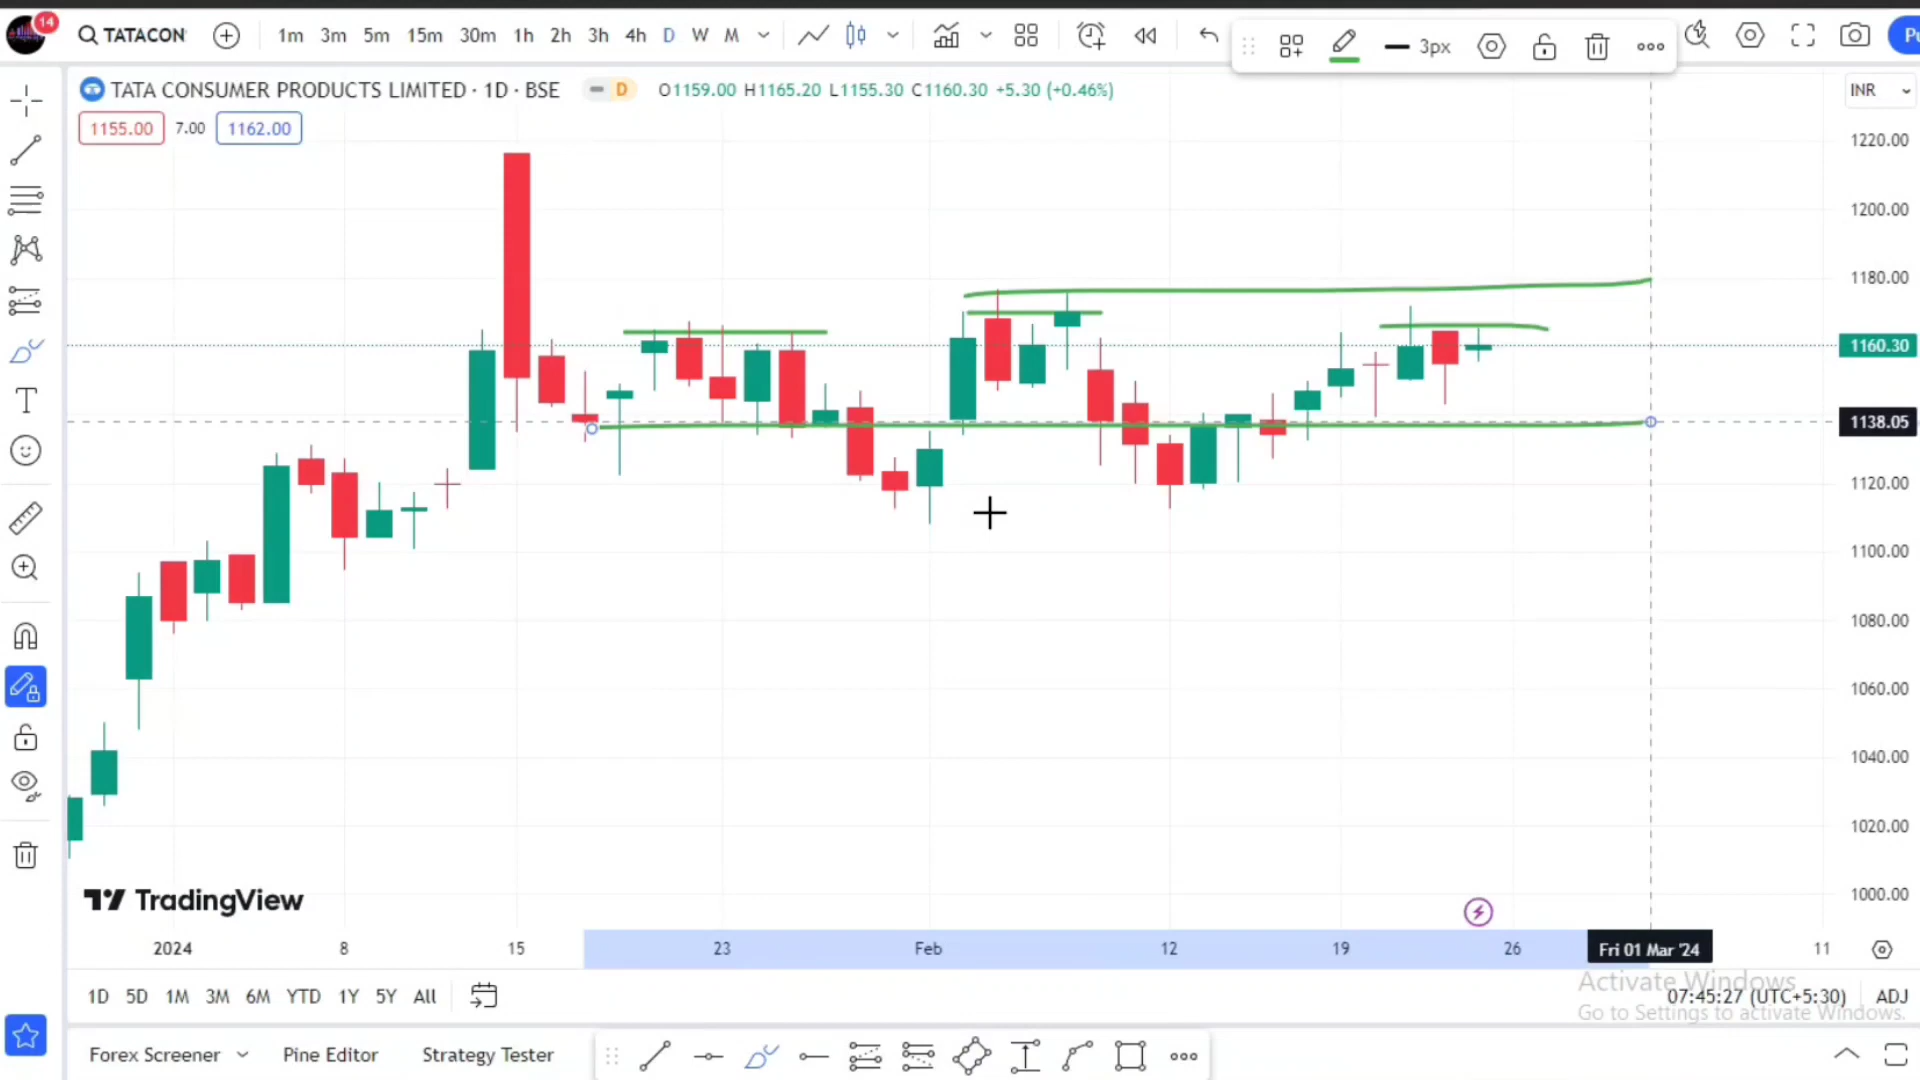 14
TATACON 1m 3m 5m 15m 30m 1h 2h 3h 4h D W M 3px
TATA CONSUMER PRODUCTS LIMITED · 1D · BSE D O1159.00 H1165.20 L1155.30 C1160.30 +5.30 (+0.46%) INR
1155.00 7.00 1162.00
1220.00
1200.00
1180.00
1160.30
1138.05
1120.00
1100.00
1080.00
1060.00
1040.00
1020.00
1000.00
TradingView
2024 8 15 23 Feb 12 19 26 Fri 01 Mar '24 11
Activate Windows
1D 5D 1M 3M 6M YTD 1Y 5Y All 07:45:27 (UTC+5:30) ADJ
Go to Settings to activate Windows.
Forex Screener Pine Editor Strategy Tester